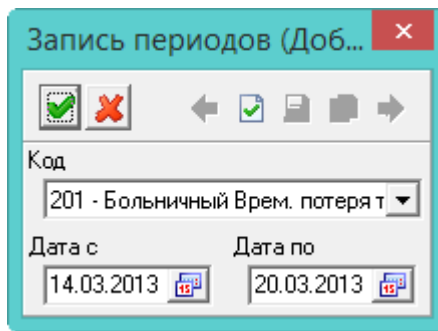 Запись периодов (Доб...
Код
201 - Больничный Врем. потеря т
Дата с Дата по
14.03.2013 20.03.2013